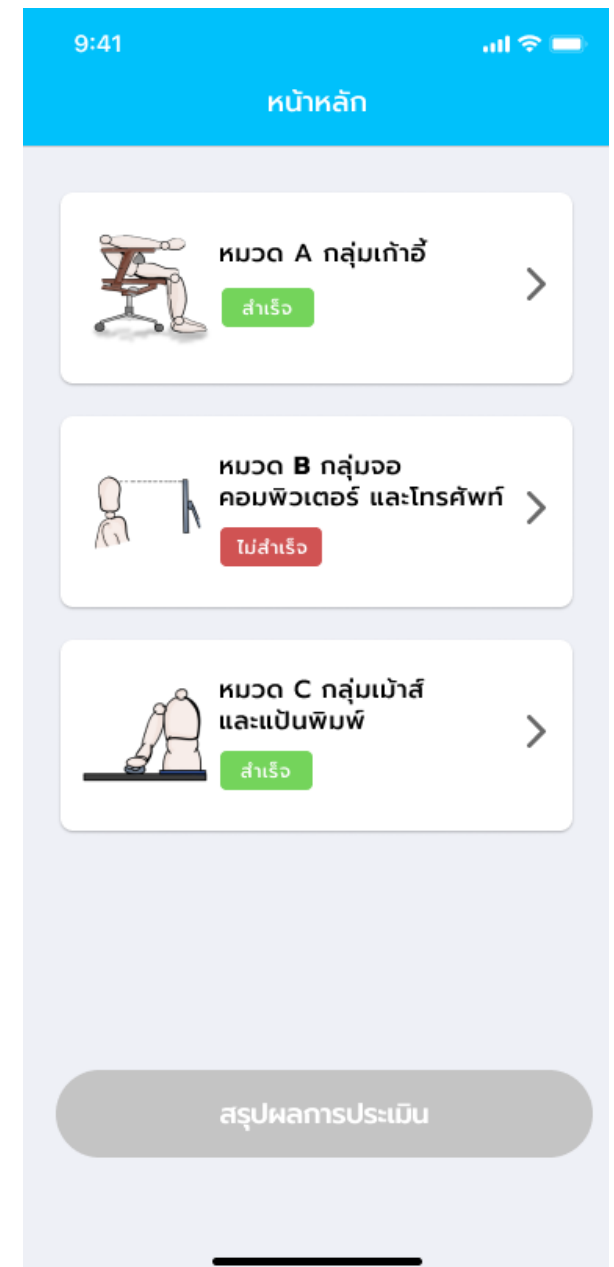 9:41
หน้าหลัก
หมวด A กลุ่มเก้าอี้
สำเร็จ
หมวด B กลุ่มจอ
คอมพิวเตอร์ และโทรศัพท์
ไม่สำเร็จ
หมวด C กลุ่มเม้าส์
และแป้นพิมพ์
สำเร็จ
สรุปผลการประเมิน